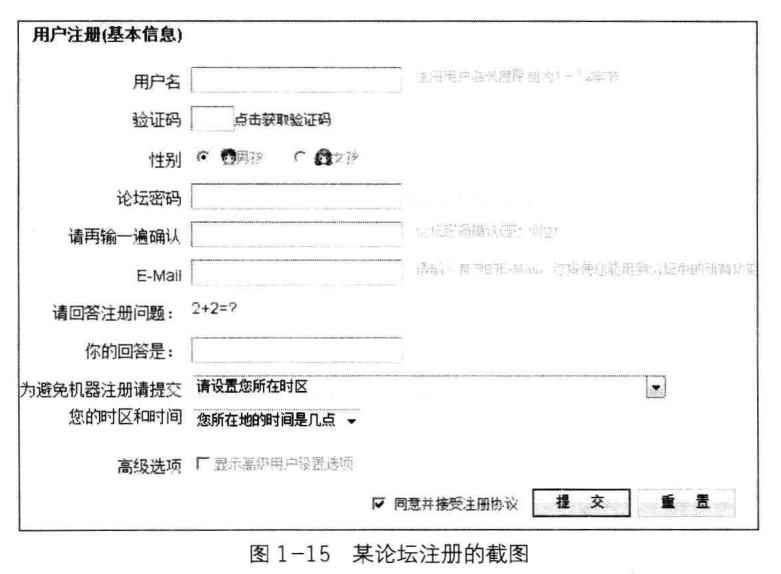 用户注册(基本信息)
用户名 注册用户名长度限制为1-12字节
验证码 点击获取验证码
性别 男孩 女孩
论坛密码
请再输一遍确认
E-Mail
请回答注册问题： 2+2=?
你的回答是：
为避免机器注册请提交 请设置您所在时区
您的时区和时间 您所在地的时间是几点
高级选项 显示高级用户设置选项
同意并接受注册协议 提 交 重 置
图 1-15 某论坛注册的截图